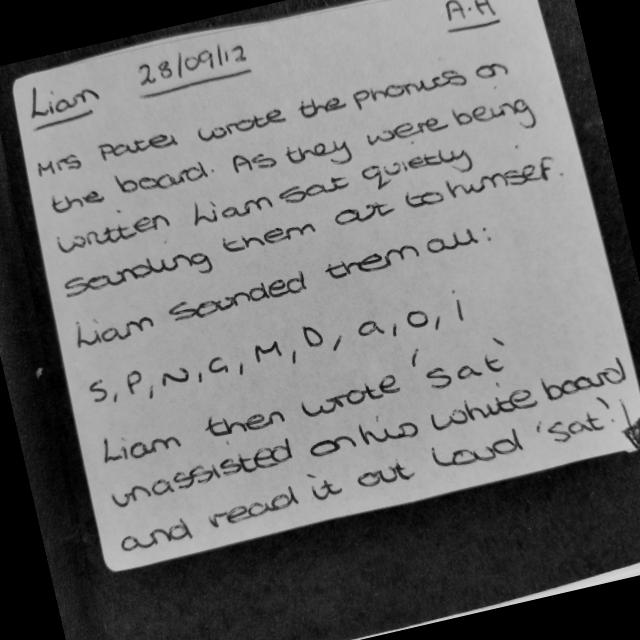 Liam 28/09/12 A.H
Mrs Patel wrote the phonics on
the board. As they were being
written Liam sat quietly
sounding them out to himself.
Liam sounded them all:
S, P, N, G, M, D, a, O, i
Liam then wrote 'sat'
unassisted on his white board
and read it out loud 'sat'!